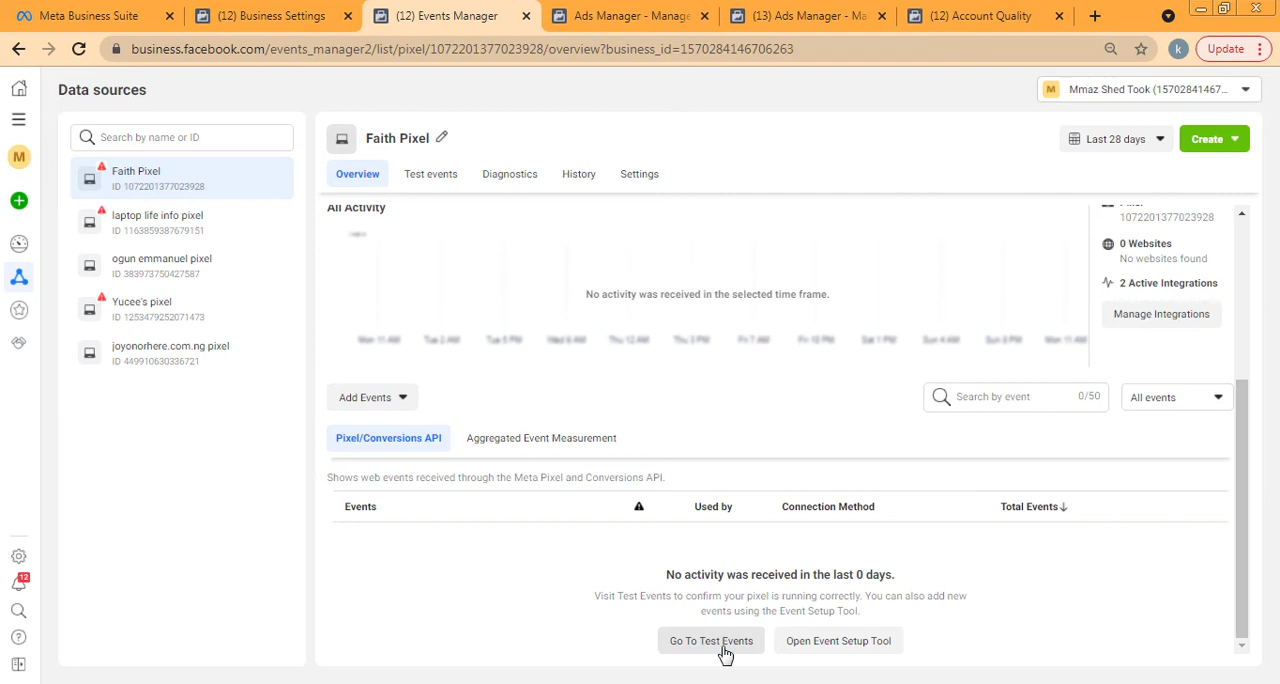 Meta Business Suite
(12) Business Settings
(12) Events Manager
Ads Manager - Manage
(13) Ads Manager - Ma
(12) Account Quality
business.facebook.com/events_manager2/list/pixel/1072201377023928/overview?business_id=1570284146706263
k
Update
Data sources
M
Mmaz Shed Took (15702841467...
M
Search by name or ID
Faith Pixel
ID 1072201377023928
laptop life info pixel
ID 1163859387679151
ogun emmanuel pixel
ID 383973750427587
Yucee's pixel
ID 1253479252071473
joyonorhere.com.ng pixel
ID 449910630336721
12
Faith Pixel
Last 28 days
Create
Overview
Test events
Diagnostics
History
Settings
All Activity
No activity was received in the selected time frame.
1072201377023928
0 Websites
No websites found
2 Active Integrations
Manage Integrations
Add Events
Search by event
0/50
All events
Pixel/Conversions API
Aggregated Event Measurement
Shows web events received through the Meta Pixel and Conversions API.
Events
Used by
Connection Method
Total Events↓
No activity was received in the last 0 days.
Visit Test Events to confirm your pixel is running correctly. You can also add new
events using the Event Setup Tool.
Go To Test Events
Open Event Setup Tool